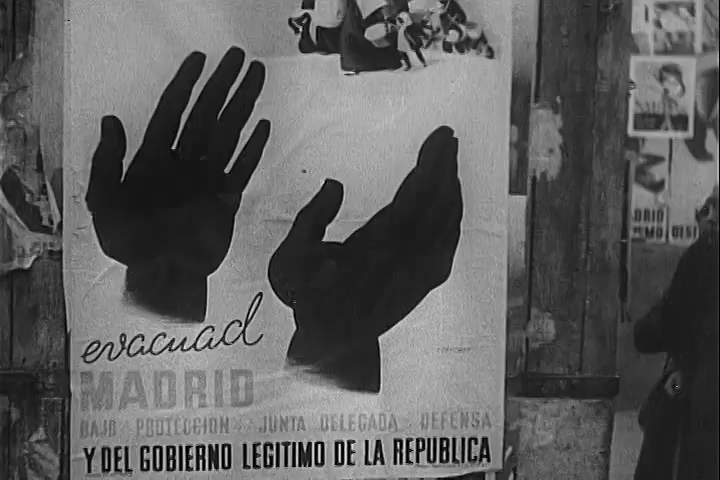 evacuad
MADRID
BAJO PROTECCION JUNTA DELEGADA DEFENSA
Y DEL GOBIERNO LEGITIMO DE LA REPUBLICA